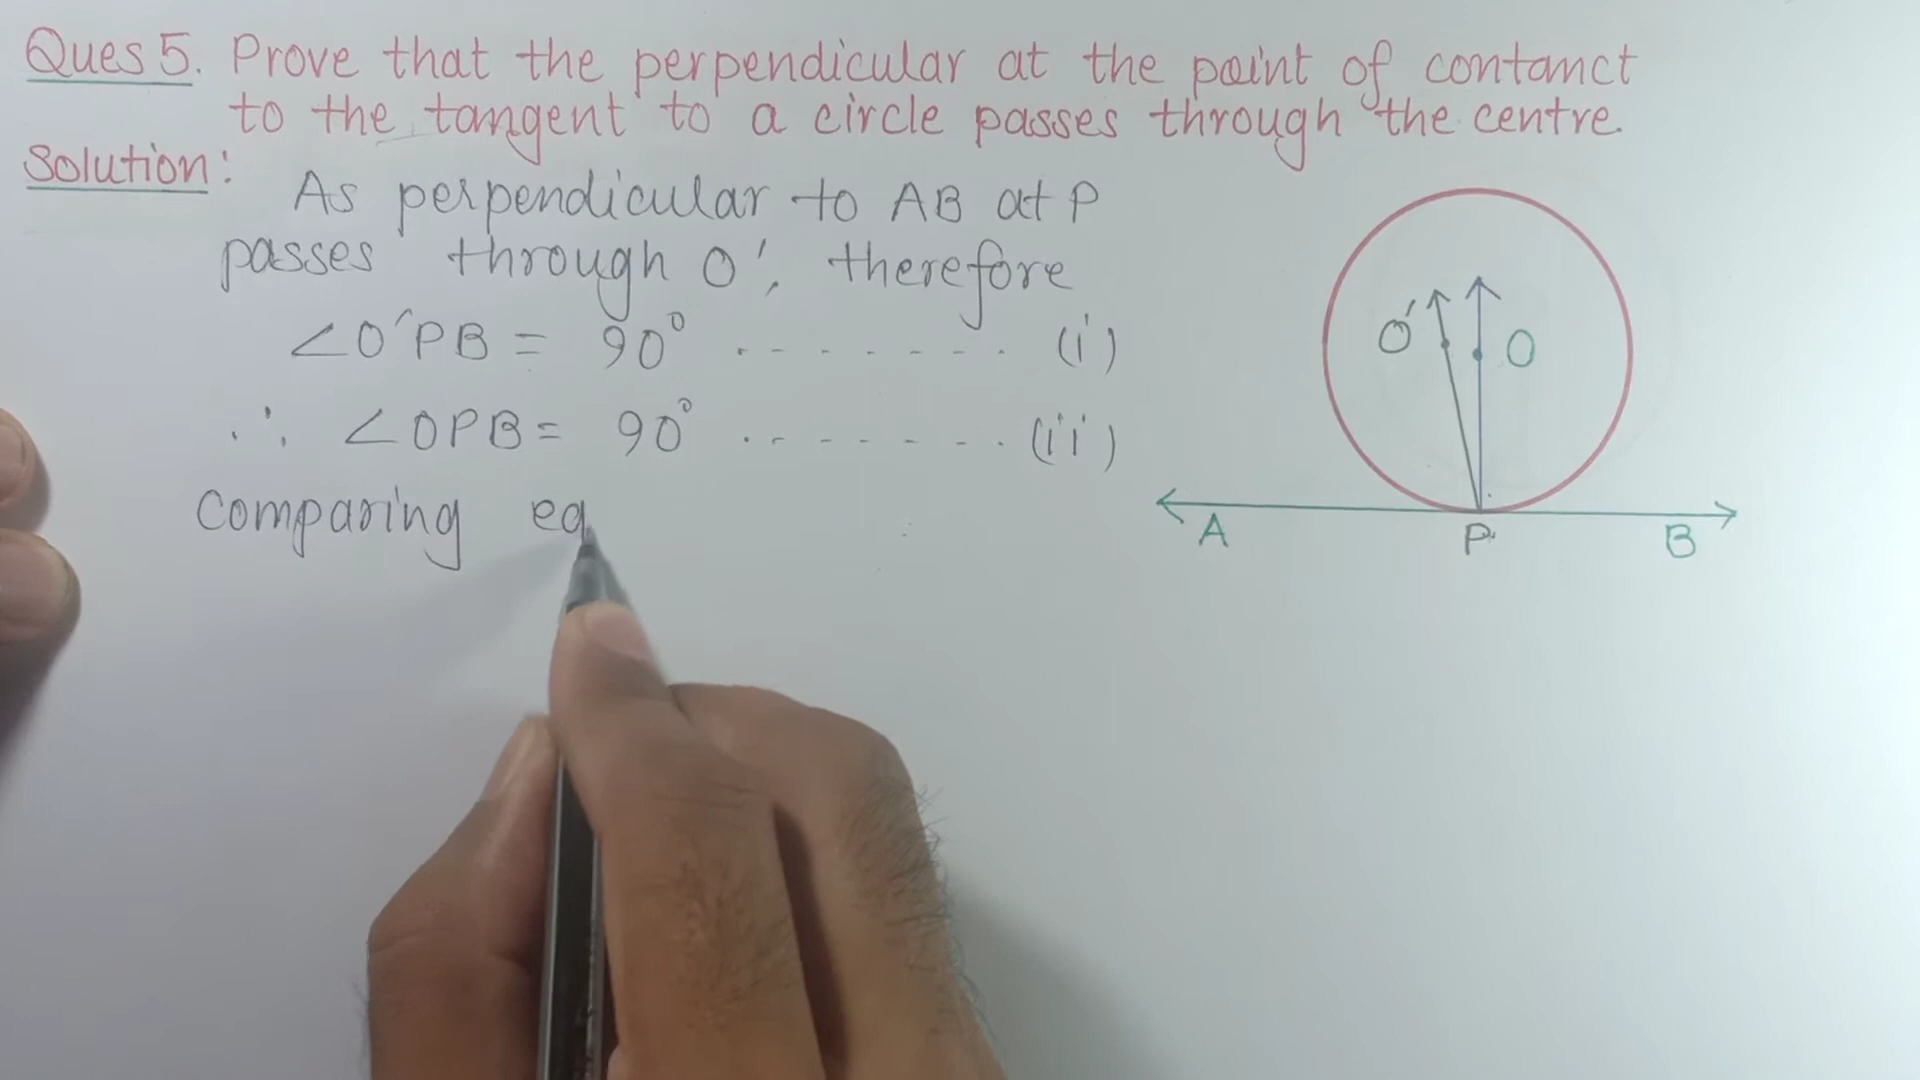 Ques 5. Prove that the perpendicular at the point of contanct
to the tangent to a circle passes through the centre.
Solution:
As perpendicular to AB at P
passes through O', therefore
∠O'PB = 90° ........ (i)
∴ ∠OPB = 90° ........ (ii)
Comparing eq
O' O
A P B